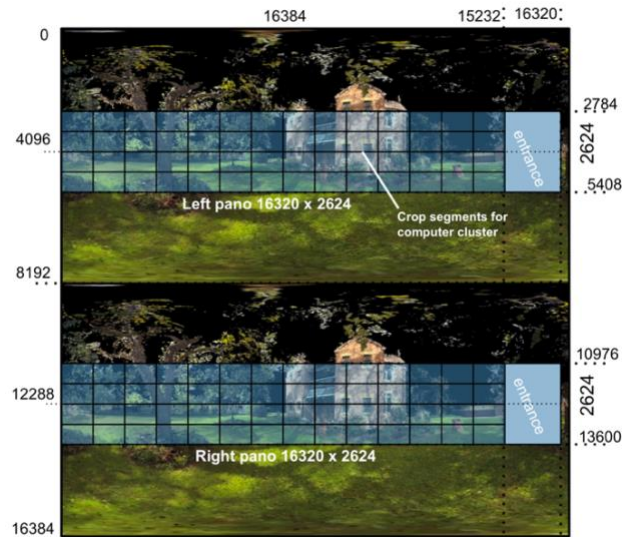 16384
15232
16320
0
2784
4096
2624
entrance
5408
Left pano 16320 x 2624
Crop segments for
computer cluster
8192
10976
12288
2624
entrance
13600
Right pano 16320 x 2624
16384